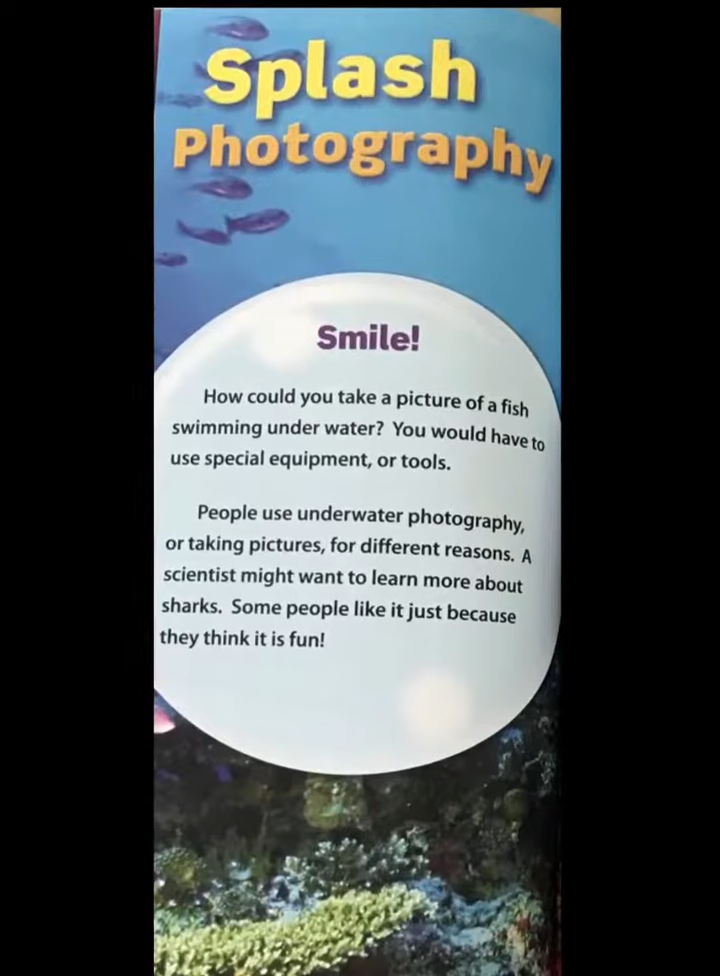 Splash
Photography
Smile!
How could you take a picture of a fish
swimming under water? You would have to
use special equipment, or tools.
People use underwater photography,
or taking pictures, for different reasons. A
scientist might want to learn more about
sharks. Some people like it just because
they think it is fun!